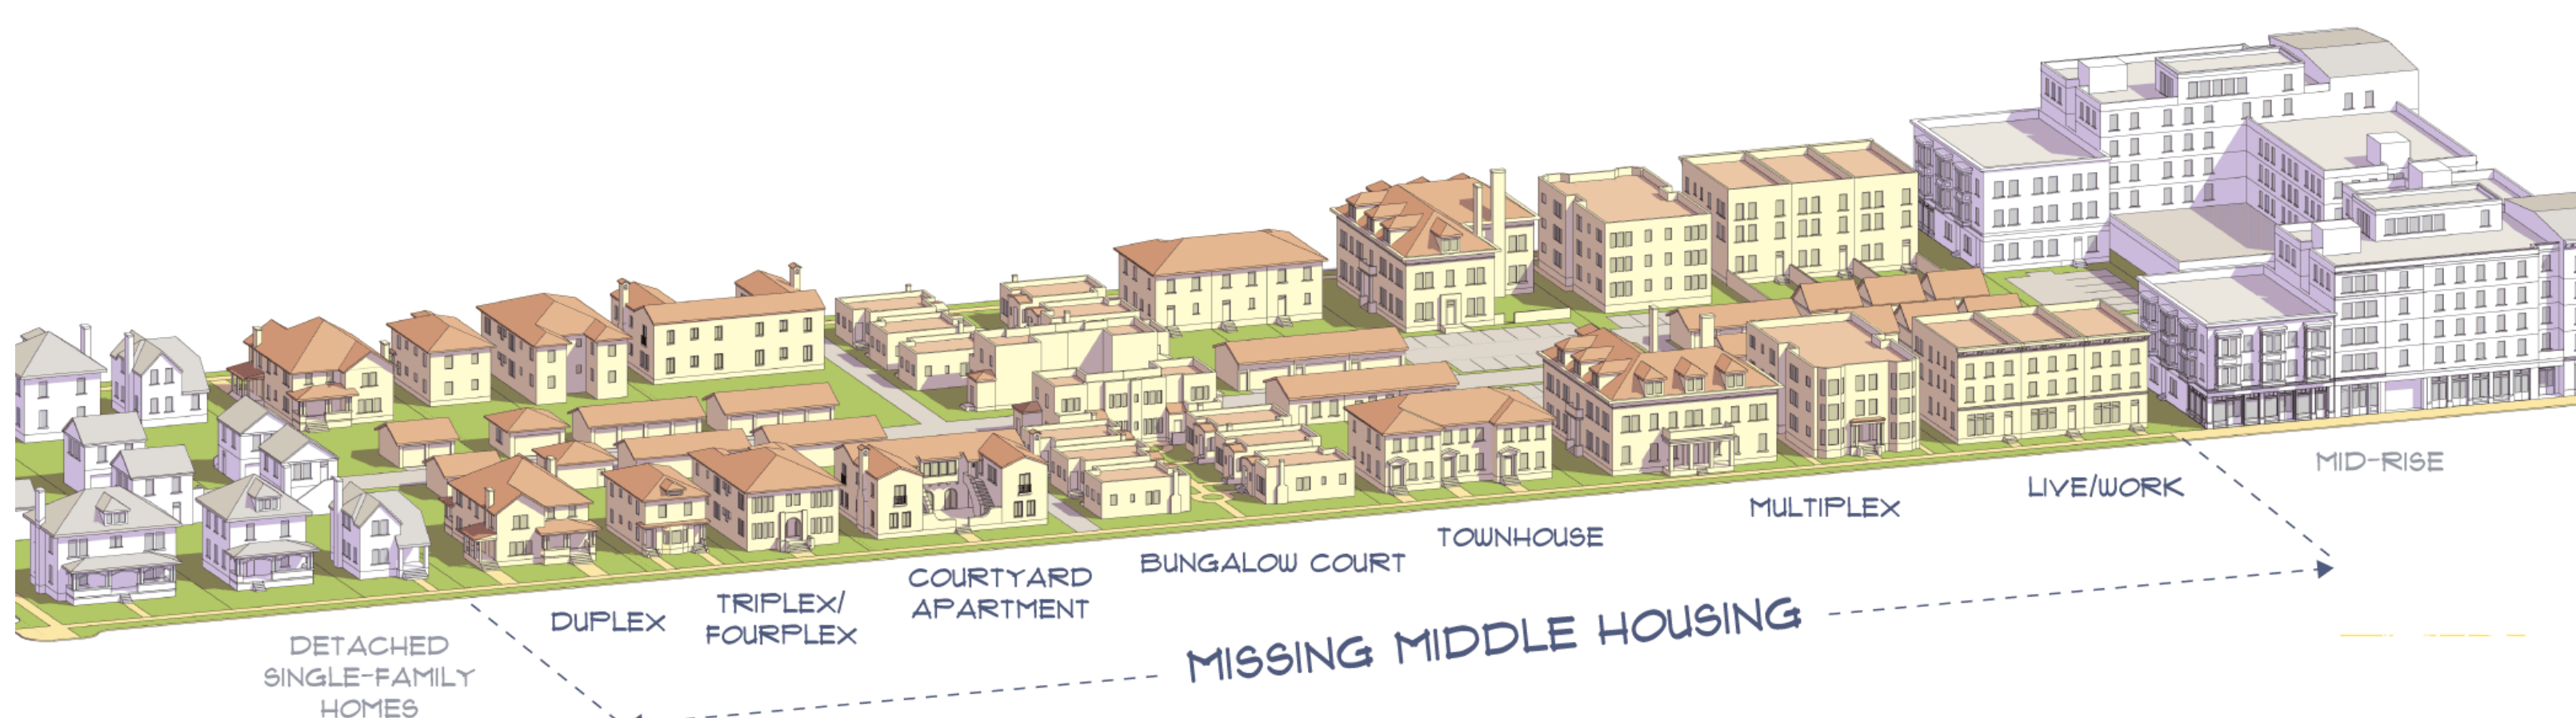 DETACHED
SINGLE-FAMILY
HOMES
DUPLEX
TRIPLEX/
FOURPLEX
COURTYARD
APARTMENT
BUNGALOW COURT
TOWNHOUSE
MULTIPLEX
LIVE/WORK
MID-RISE
MISSING MIDDLE HOUSING